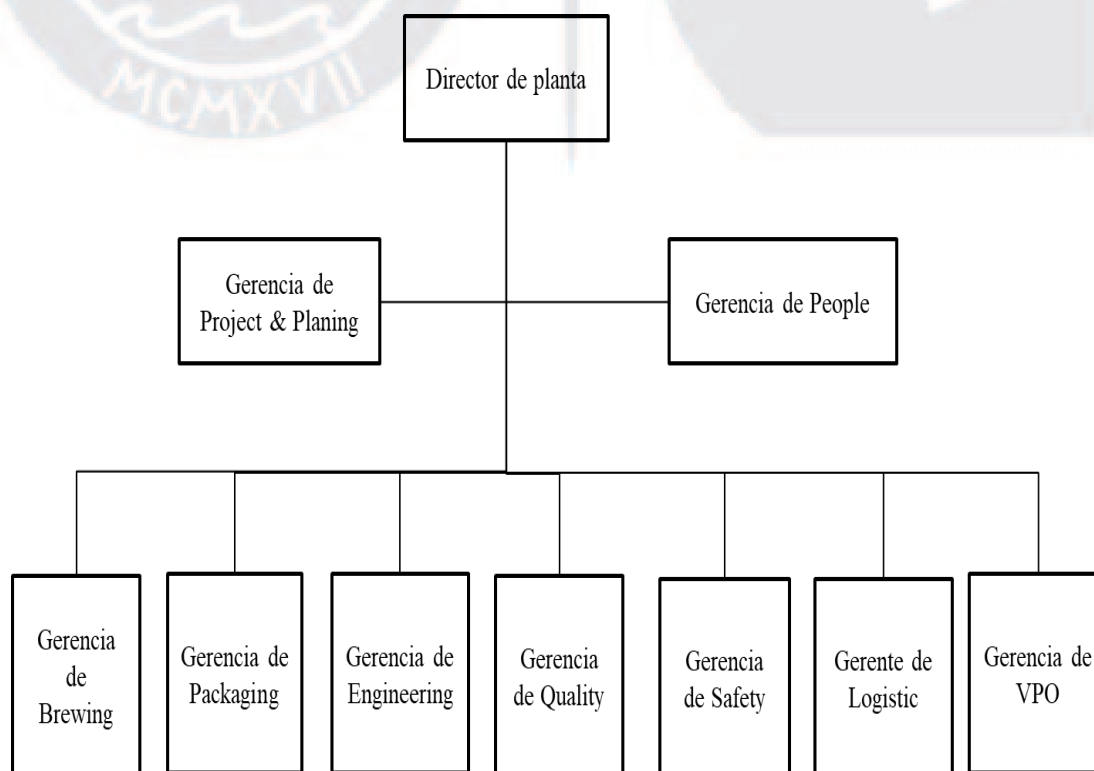 MCMXVII
Director de planta
Gerencia de
Project & Planing
Gerencia de People
Gerencia
de
Brewing
Gerencia de
Packaging
Gerencia de
Engineering
Gerencia
de Quality
Gerencia
de Safety
Gerente de
Logistic
Gerencia de
VPO